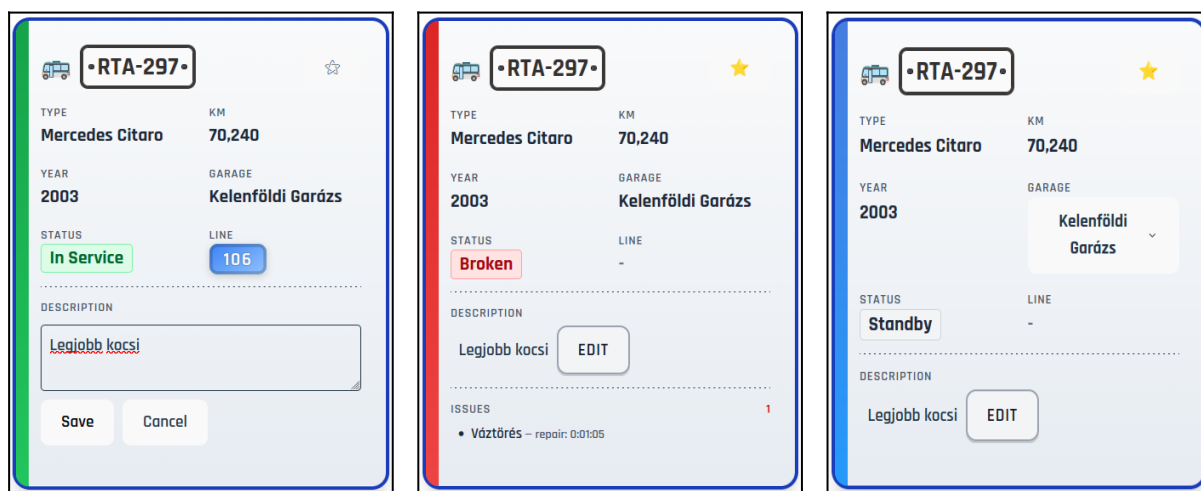 •RTA-297•
TYPE KM
Mercedes Citaro 70,240
YEAR GARAGE
2003 Kelenföldi Garázs
STATUS LINE
In Service 106
DESCRIPTION
Legjobb kocsi
Save Cancel
•RTA-297•
TYPE KM
Mercedes Citaro 70,240
YEAR GARAGE
2003 Kelenföldi Garázs
STATUS LINE
Broken -
DESCRIPTION
Legjobb kocsi EDIT
ISSUES 1
• Váztörés – repair: 0:01:05
•RTA-297•
TYPE KM
Mercedes Citaro 70,240
YEAR GARAGE
2003 Kelenföldi
Garázs
STATUS LINE
Standby -
DESCRIPTION
Legjobb kocsi EDIT